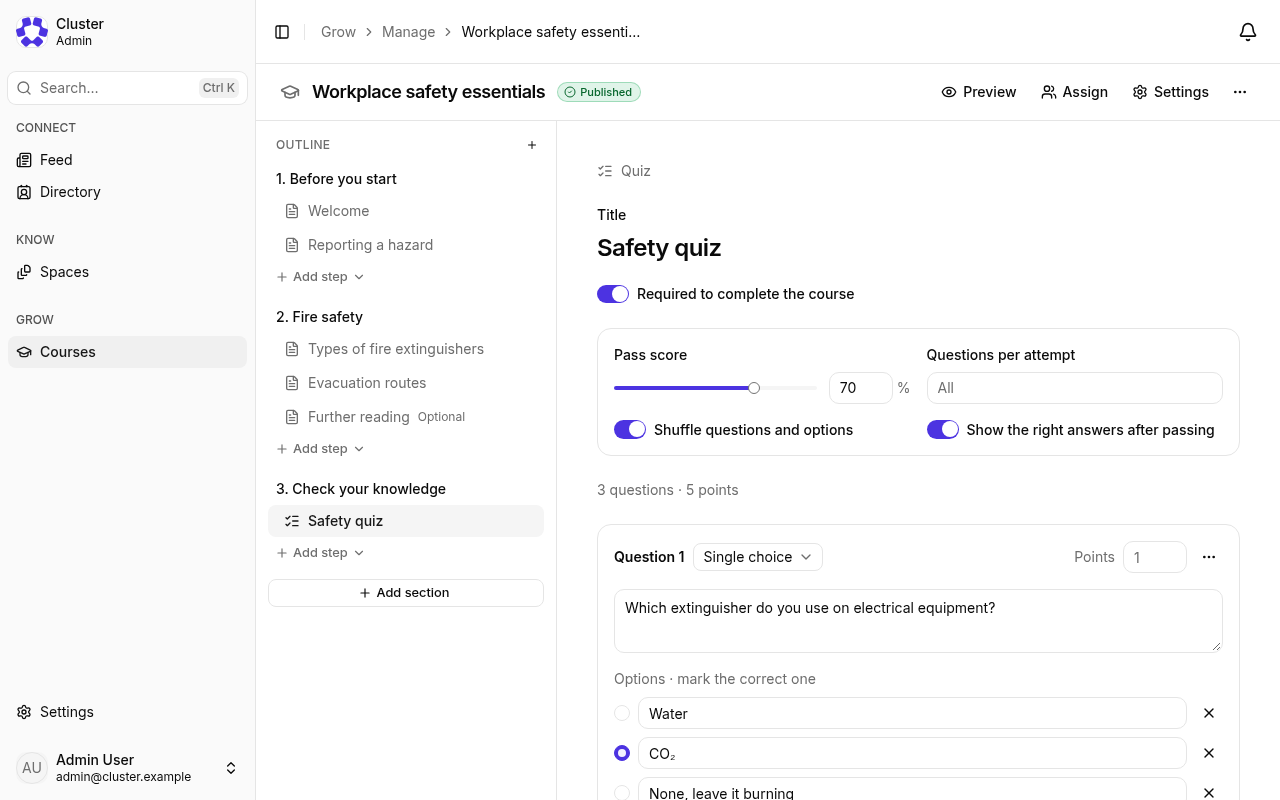 Cluster
Admin
Search...
Ctrl K
CONNECT
Feed
Directory
KNOW
Spaces
GROW
Courses
Settings
AU
Admin User
admin@cluster.example
Grow
Manage
Workplace safety essenti...
Workplace safety essentials
Published
Preview
Assign
Settings
OUTLINE
1. Before you start
Welcome
Reporting a hazard
Add step
2. Fire safety
Types of fire extinguishers
Evacuation routes
Further reading Optional
Add step
3. Check your knowledge
Safety quiz
Add step
Add section
Quiz
Title
Safety quiz
Required to complete the course
Pass score
70 %
Questions per attempt
All
Shuffle questions and options
Show the right answers after passing
3 questions · 5 points
Question 1
Single choice
Points 1
Which extinguisher do you use on electrical equipment?
Options · mark the correct one
Water
CO₂
None, leave it burning